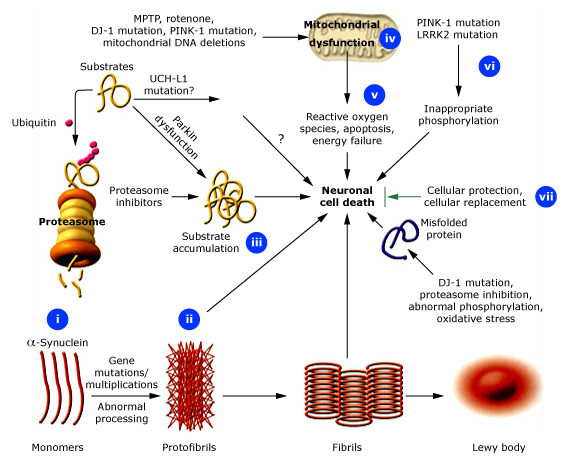 MPTP, rotenone,
DJ-1 mutation, PINK-1 mutation,
mitochondrial DNA deletions
Mitochondrial
dysfunction
iv
PINK-1 mutation
LRRK2 mutation
vi
Substrates
UCH-L1
mutation?
v
Ubiquitin
Parkin
dysfunction
?
Reactive oxygen
species, apoptosis,
energy failure
Inappropriate
phosphorylation
Proteasome
Proteasome
inhibitors
Substrate
accumulation
iii
Neuronal
cell death
Cellular protection,
cellular replacement
vii
Misfolded
protein
DJ-1 mutation,
proteasome inhibition,
abnormal phosphorylation,
oxidative stress
i
ii
α-Synuclein
Gene
mutations/
multiplications
Abnormal
processing
Monomers
Protofibrils
Fibrils
Lewy body